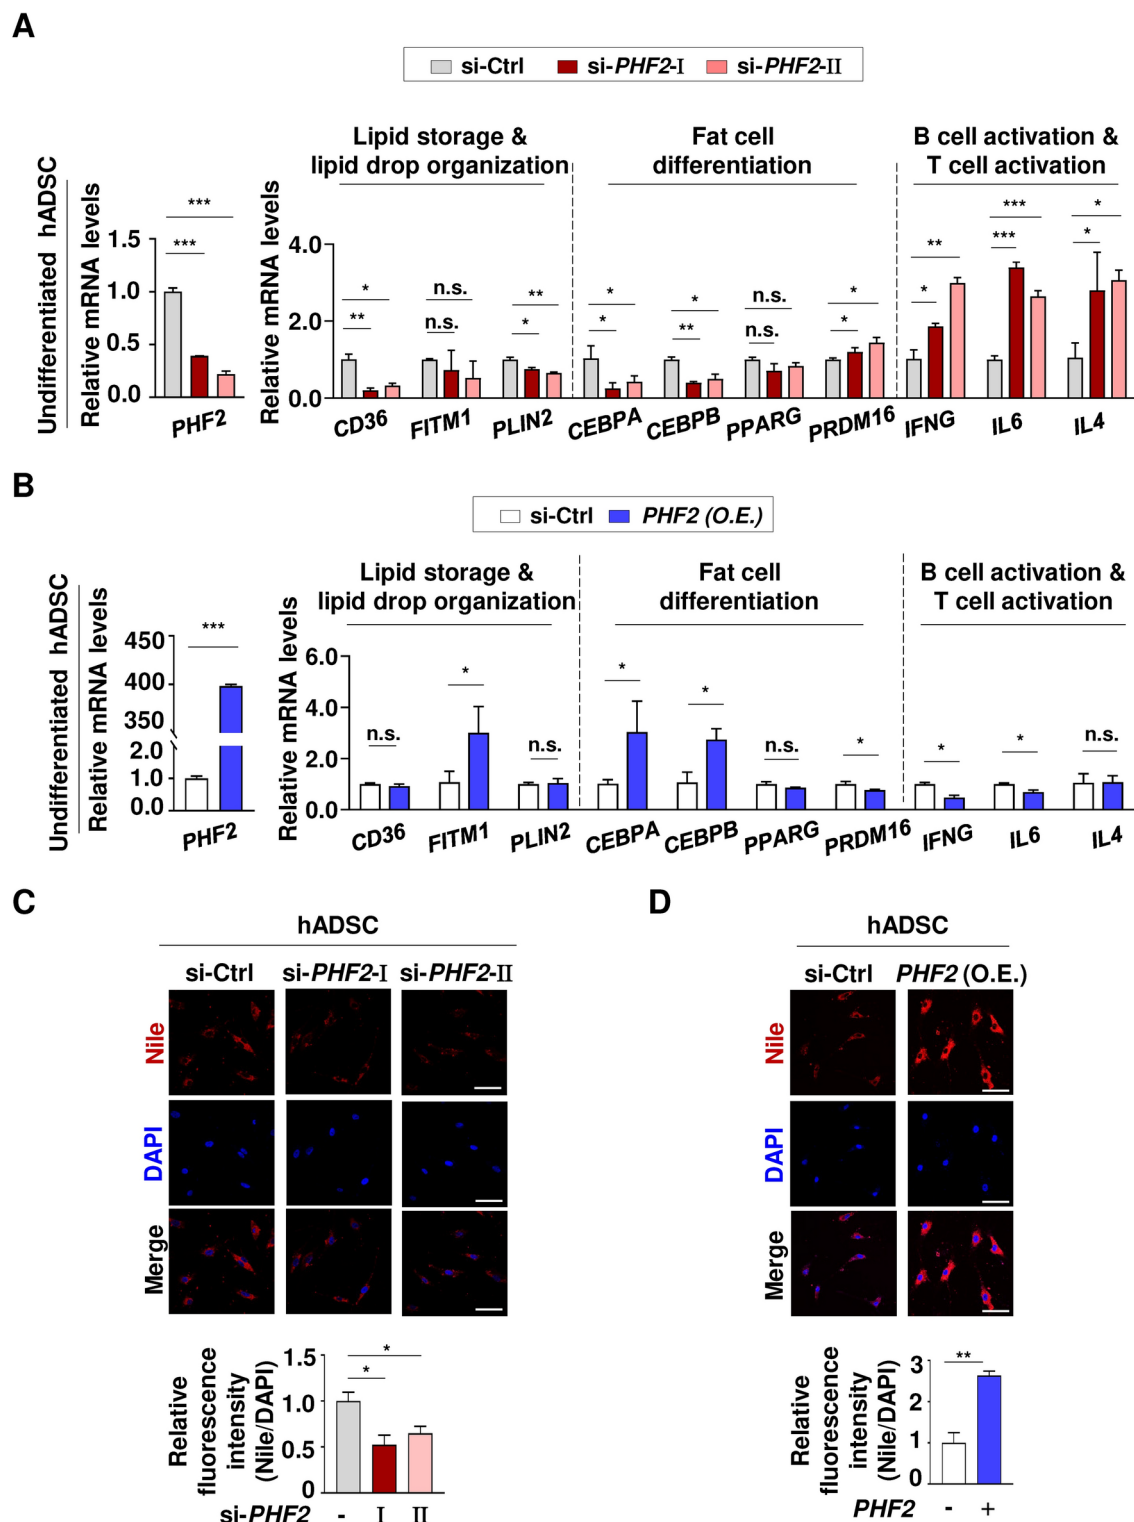 A
si-Ctrl si-PHF2-I si-PHF2-II
Lipid storage &
lipid drop organization
Fat cell
differentiation
B cell activation &
T cell activation
Undifferentiated hADSC
Relative mRNA levels
1.5
1.0
0.5
0.0
*** ***
PHF2
Relative mRNA levels
4.0
2.0
0.0
** * n.s. n.s. * ** * * ** * n.s. n.s. * * * ** *** *** * *
CD36 FITM1 PLIN2 CEBPA CEBPB PPARG PRDM16 IFNG IL6 IL4
B
si-Ctrl PHF2 (O.E.)
Lipid storage &
lipid drop organization
Fat cell
differentiation
B cell activation &
T cell activation
Undifferentiated hADSC
Relative mRNA levels
450
400
350
2.0
1.0
0.0
***
PHF2
Relative mRNA levels
6.0
4.0
2.0
0.0
n.s. * n.s. * * n.s. * * * n.s.
CD36 FITM1 PLIN2 CEBPA CEBPB PPARG PRDM16 IFNG IL6 IL4
C
hADSC
si-Ctrl si-PHF2-I si-PHF2-II
Nile
DAPI
Merge
Relative
fluorescence
intensity
(Nile/DAPI)
1.5
1.0
0.5
0
* *
si-PHF2 - I II
D
hADSC
si-Ctrl PHF2 (O.E.)
Nile
DAPI
Merge
Relative
fluorescence
intensity
(Nile/DAPI)
3
2
1
0
**
PHF2 - +